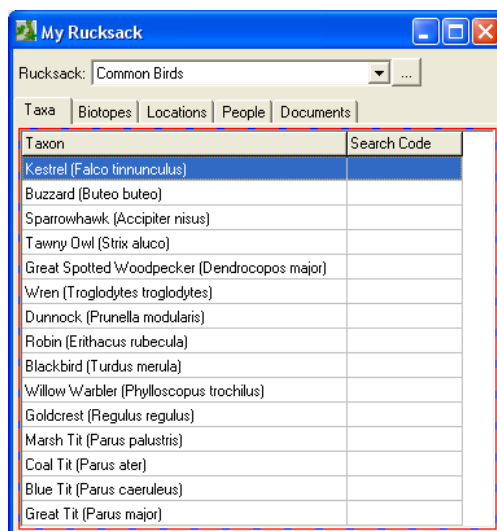 My Rucksack
Rucksack: Common Birds ...
Taxa Biotopes Locations People Documents
Taxon Search Code
Kestrel (Falco tinnunculus)
Buzzard (Buteo buteo)
Sparrowhawk (Accipiter nisus)
Tawny Owl (Strix aluco)
Great Spotted Woodpecker (Dendrocopos major)
Wren (Troglodytes troglodytes)
Dunnock (Prunella modularis)
Robin (Erithacus rubecula)
Blackbird (Turdus merula)
Willow Warbler (Phylloscopus trochilus)
Goldcrest (Regulus regulus)
Marsh Tit (Parus palustris)
Coal Tit (Parus ater)
Blue Tit (Parus caeruleus)
Great Tit (Parus major)